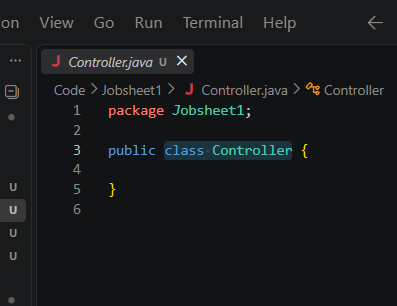 on View Go Run Terminal Help
... J Controller.java U ×
Code > Jobsheet1 > J Controller.java > Controller
1 package Jobsheet1;
2
3 public class Controller {
4
5 }
6
U
U
U
U